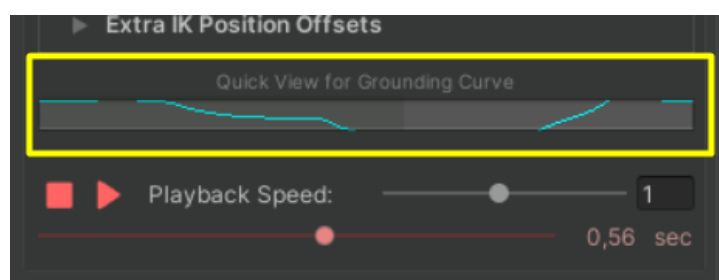 Extra IK Position Offsets
Quick View for Grounding Curve
Playback Speed: 1
0,56 sec